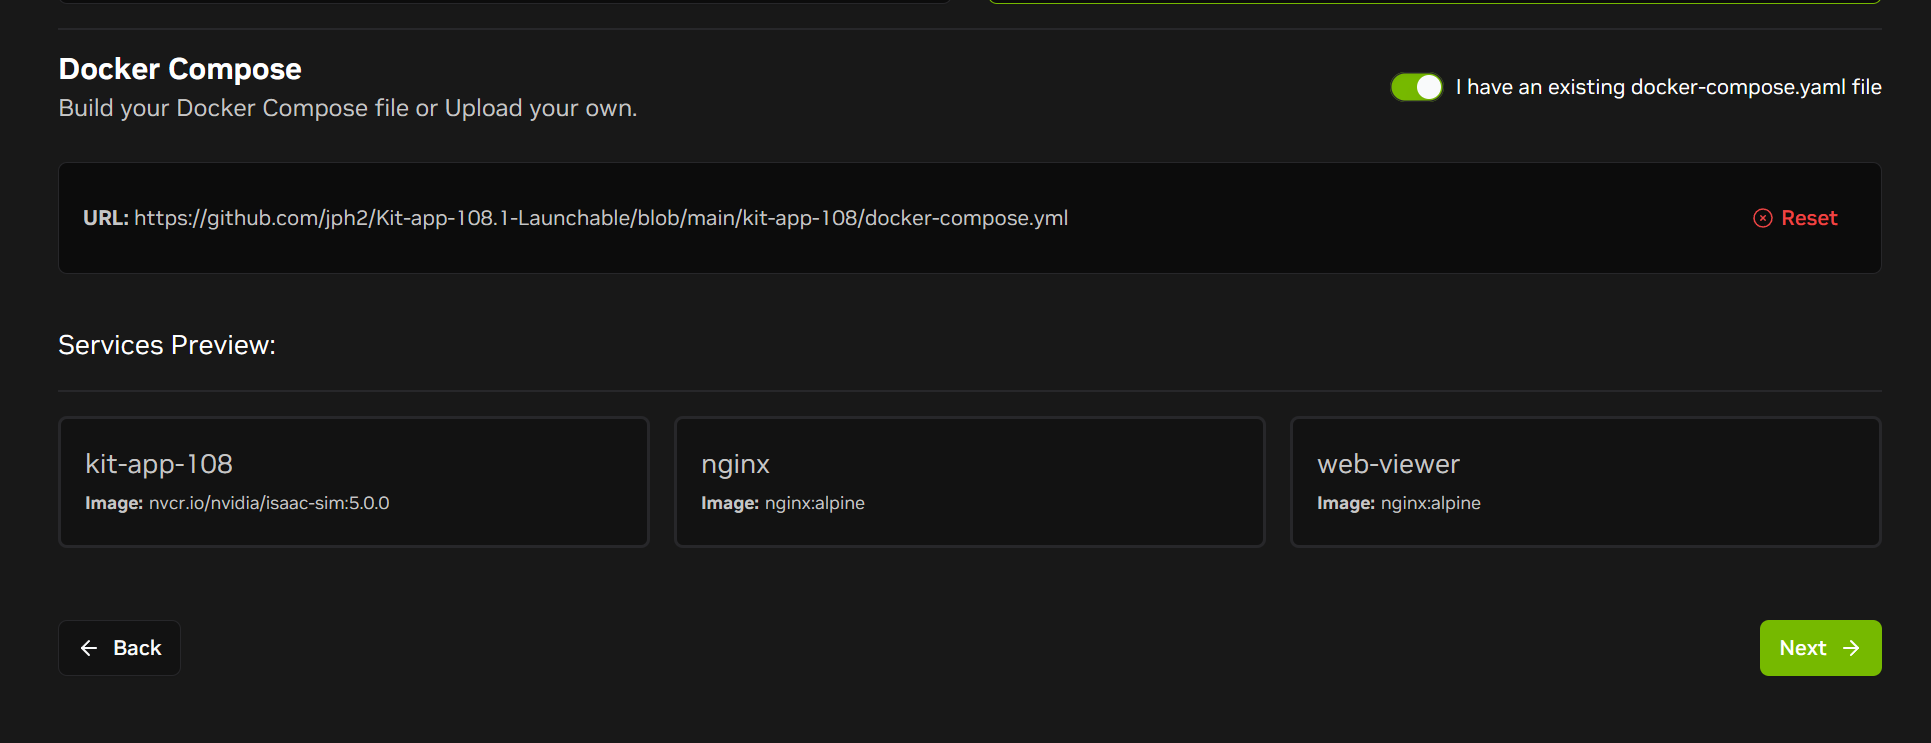 Docker Compose
Build your Docker Compose file or Upload your own.
I have an existing docker-compose.yaml file
URL: https://github.com/jph2/Kit-app-108.1-Launchable/blob/main/kit-app-108/docker-compose.yml
Reset
Services Preview:
kit-app-108
Image: nvcr.io/nvidia/isaac-sim:5.0.0
nginx
Image: nginx:alpine
web-viewer
Image: nginx:alpine
Back
Next